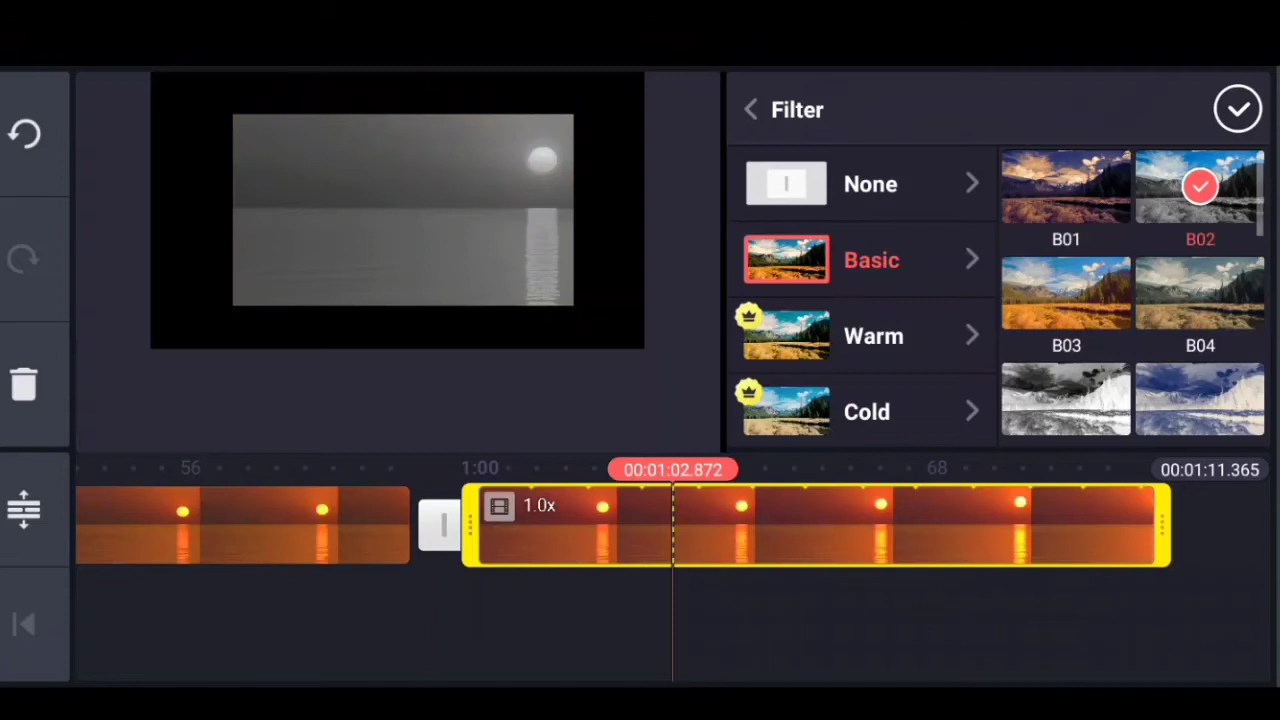 Filter
None
Basic
Warm
Cold
B01
B02
B03
B04
56
1:00
00:01:02.872
68
00:01:11.365
1.0x